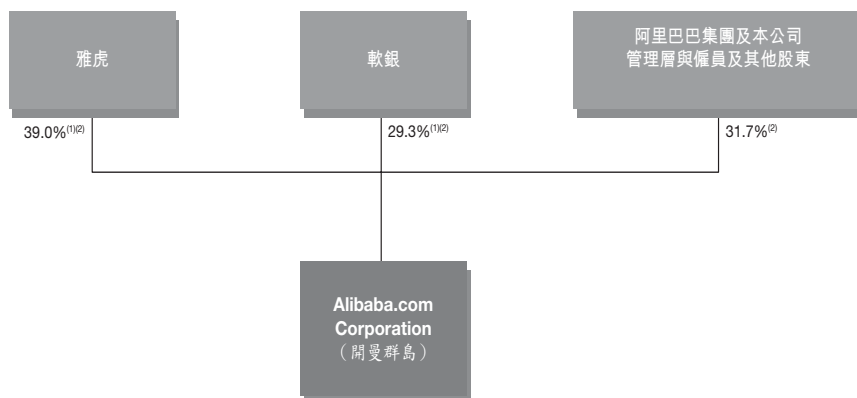 雅虎
軟銀
阿里巴巴集團及本公司
管理層與僱員及其他股東
39.0%(1)(2)
29.3%(1)(2)
31.7%(2)
Alibaba.com
Corporation
（開曼群島）